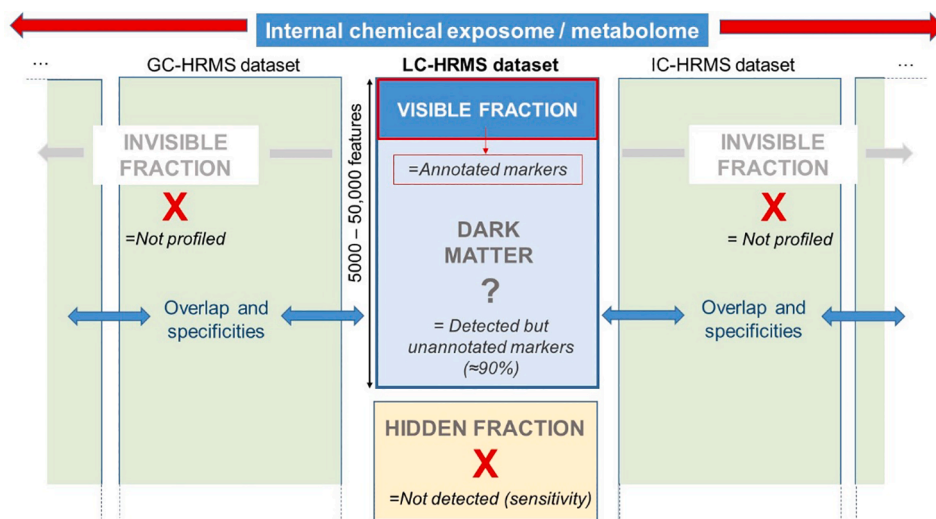 Internal chemical exposome / metabolome
...
GC-HRMS dataset
LC-HRMS dataset
IC-HRMS dataset
...
5000 – 50,000 features
VISIBLE FRACTION
=Annotated markers
INVISIBLE
FRACTION
X
=Not profiled
INVISIBLE
FRACTION
X
= Not profiled
DARK
MATTER
?
= Detected but
unannotated markers
(≈90%)
Overlap and
specificities
Overlap and
specificities
HIDDEN FRACTION
X
=Not detected (sensitivity)